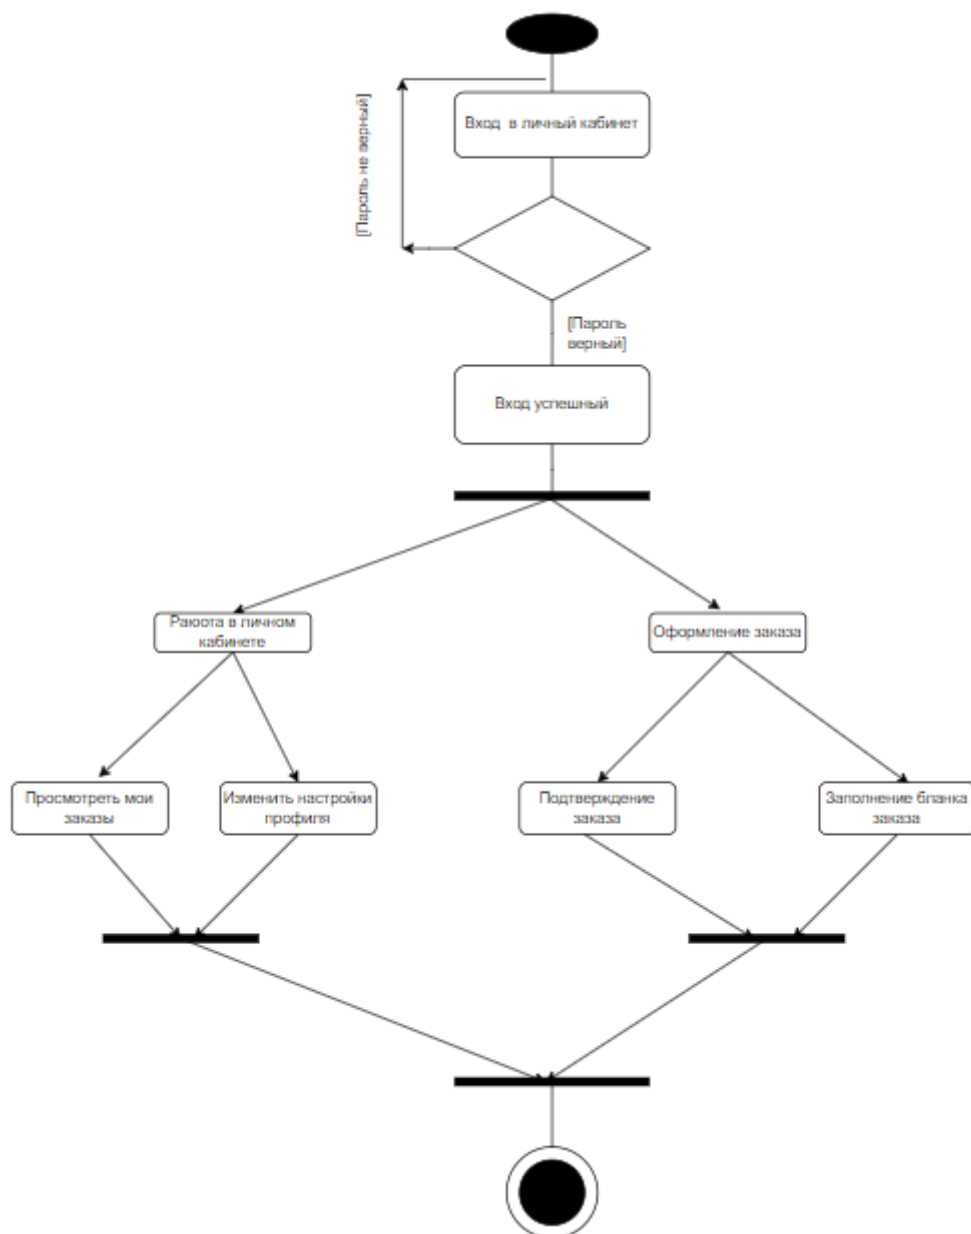 Вход в личный кабинет
[Пароль не верный]
[Пароль
верный]
Вход успешный
Раюота в личном
кабинете
Оформление заказа
Просмотреть мои
заказы
Изменить настройки
профиля
Подтверждение
заказа
Заполнение бланка
заказа